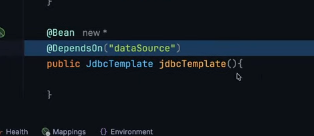 }
@Bean new *
@DependsOn("dataSource")
public JdbcTemplate jdbcTemplate(){
}
Health Mappings {} Environment